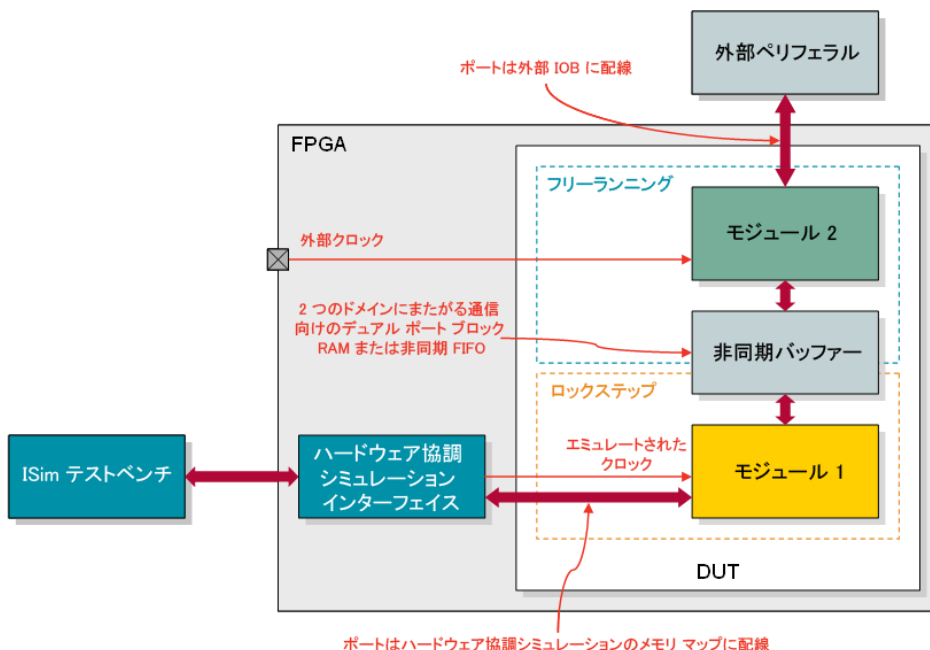 外部ペリフェラル
ポートは外部 IOB に配線
FPGA
フリーランニング
モジュール 2
外部クロック
2 つのドメインにまたがる通信
向けのデュアル ポート ブロック
RAM または非同期 FIFO
非同期バッファー
ロックステップ
エミュレートされた
クロック
モジュール 1
ISim テストベンチ
ハードウェア協調
シミュレーション
インターフェイス
DUT
ポートはハードウェア協調シミュレーションのメモリ マップに配線